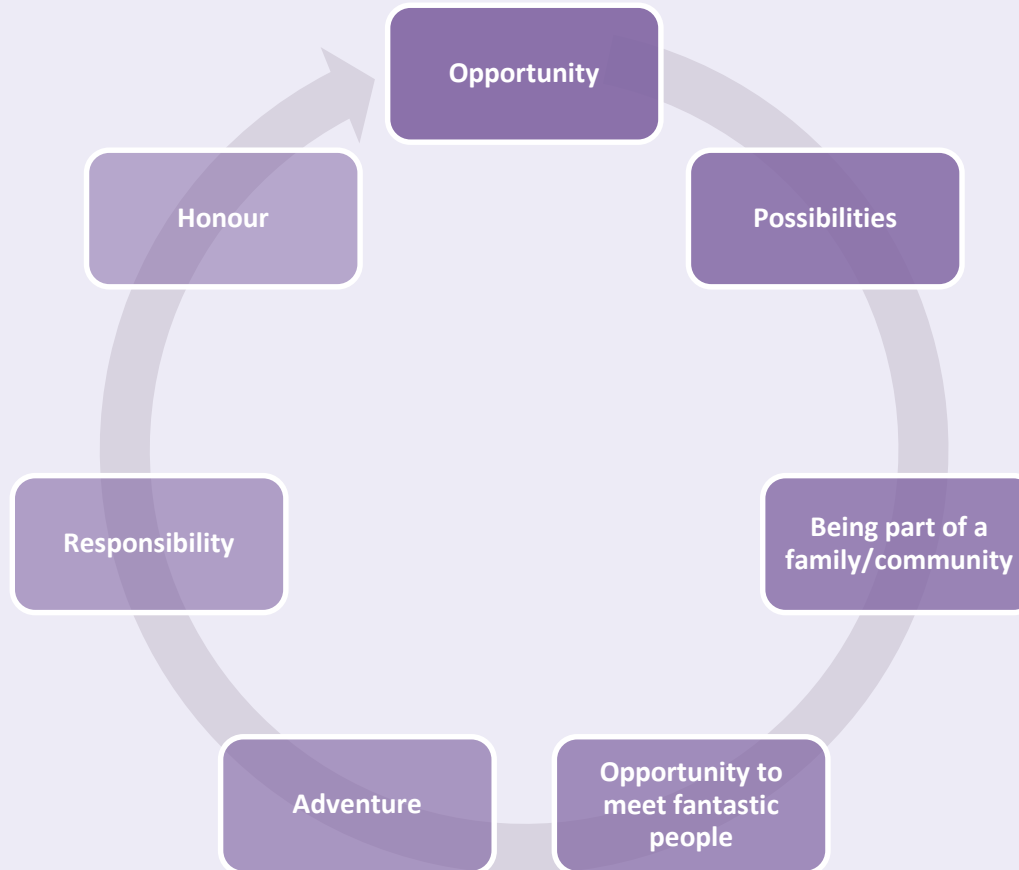 Opportunity
Possibilities
Being part of a
family/community
Opportunity to
meet fantastic
people
Adventure
Responsibility
Honour